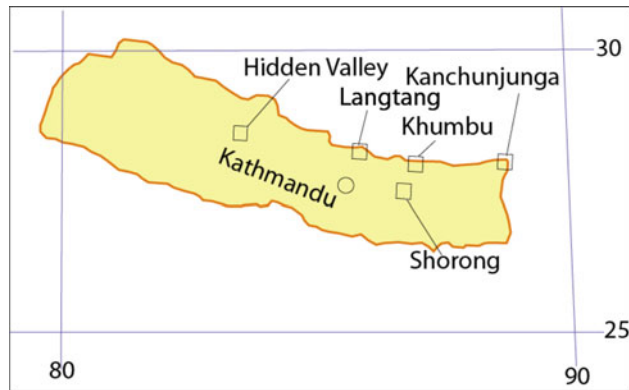 30
Hidden Valley
Kanchunjunga
Langtang
Khumbu
Kathmandu
Shorong
25
80
90